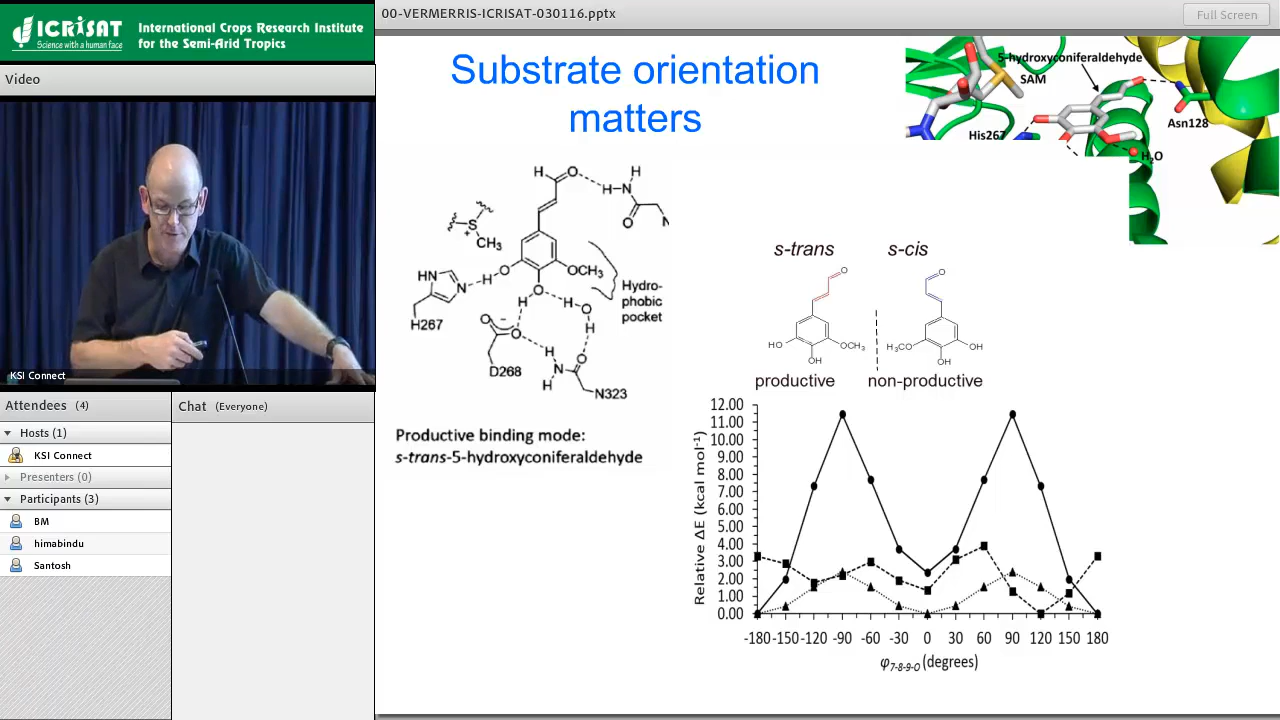 ICRISAT
Science with a human face
International Crops Research Institute
for the Semi-Arid Tropics
00-VERMERRIS-ICRISAT-030116.pptx
Full Screen
Video
KSI Connect
Attendees (4)
Hosts (1)
KSI Connect
Presenters (0)
Participants (3)
BM
himabindu
Santosh
Chat (Everyone)
Substrate orientation
matters
5-hydroxyconiferaldehyde
SAM
His267
Asn128
H2O
H
O
H
H
N
O
N
S
+
CH3
HN
N
H
O
OCH3
O
H
H
O
H
Hydro-
phobic
pocket
H267
O
-
O
D268
H
N
H
O
N323
Productive binding mode:
s-trans-5-hydroxyconiferaldehyde
s-trans
s-cis
O
O
HO
OCH3
OH
H3CO
OH
OH
productive
non-productive
Relative ΔE (kcal mol-1)
12.00
11.00
10.00
9.00
8.00
7.00
6.00
5.00
4.00
3.00
2.00
1.00
0.00
-180 -150 -120 -90 -60 -30 0 30 60 90 120 150 180
φ7-8-9-O (degrees)